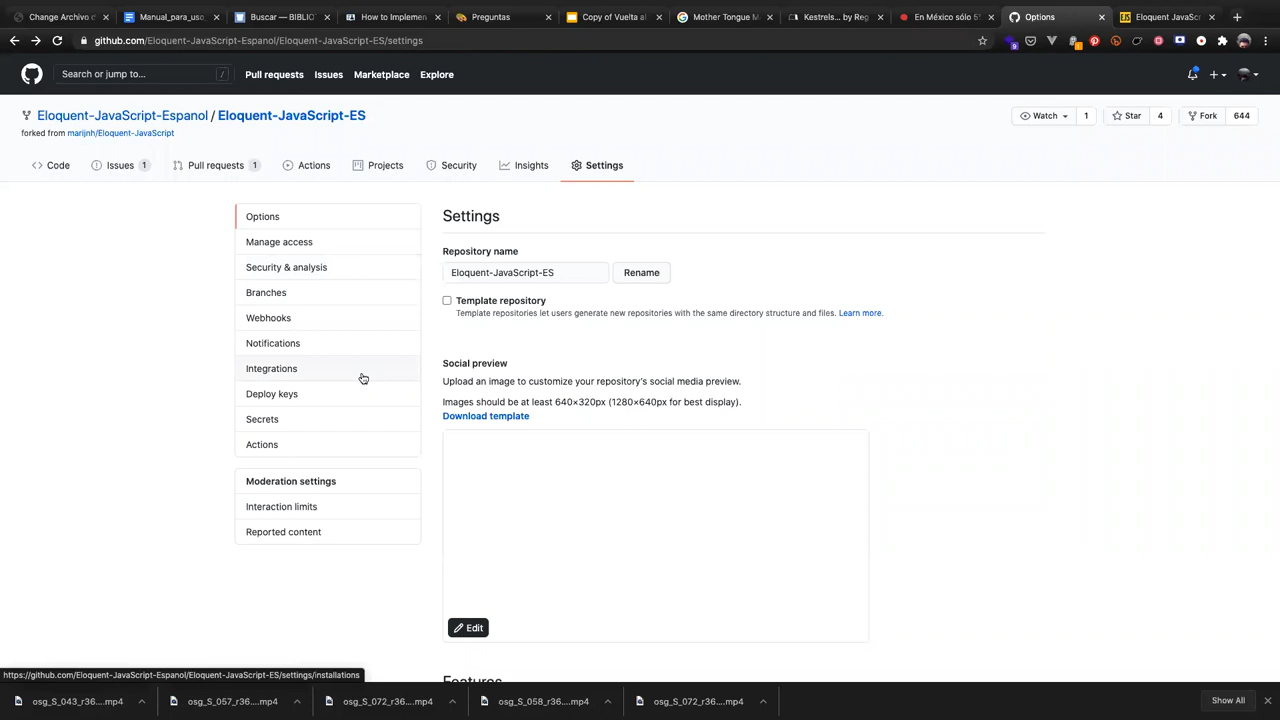 Change Archivo d
Manual_para_uso_
Buscar — BIBLIOT
How to Implemen
Preguntas
Copy of Vuelta al
Mother Tongue M
Kestrels... by Reg
En México sólo 5
Options
Eloquent JavaScr
github.com/Eloquent-JavaScript-Espanol/Eloquent-JavaScript-ES/settings
Search or jump to...
/
Pull requests
Issues
Marketplace
Explore
Eloquent-JavaScript-Espanol / Eloquent-JavaScript-ES
Watch
1
Star
4
Fork
644
forked from marijnh/Eloquent-JavaScript
Code
Issues 1
Pull requests 1
Actions
Projects
Security
Insights
Settings
Options
Manage access
Security & analysis
Branches
Webhooks
Notifications
Integrations
Deploy keys
Secrets
Actions
Moderation settings
Interaction limits
Reported content
Settings
Repository name
Eloquent-JavaScript-ES
Rename
Template repository
Template repositories let users generate new repositories with the same directory structure and files. Learn more.
Social preview
Upload an image to customize your repository's social media preview.
Images should be at least 640×320px (1280×640px for best display).
Download template
Edit
Features
https://github.com/Eloquent-JavaScript-Espanol/Eloquent-JavaScript-ES/settings/installations
osg_S_043_r36....mp4
osg_S_057_r36....mp4
osg_S_072_r36....mp4
osg_S_058_r36....mp4
osg_S_072_r36....mp4
Show All